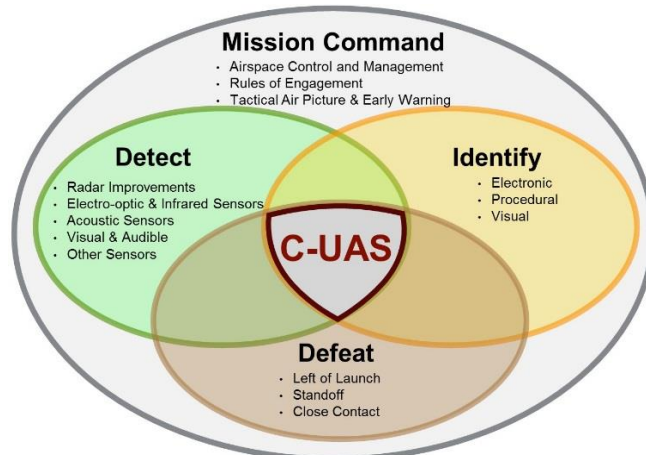 Mission Command
• Airspace Control and Management
• Rules of Engagement
• Tactical Air Picture & Early Warning
Detect
• Radar Improvements
• Electro-optic & Infrared Sensors
• Acoustic Sensors
• Visual & Audible
• Other Sensors
Identify
• Electronic
• Procedural
• Visual
C-UAS
Defeat
• Left of Launch
• Standoff
• Close Contact